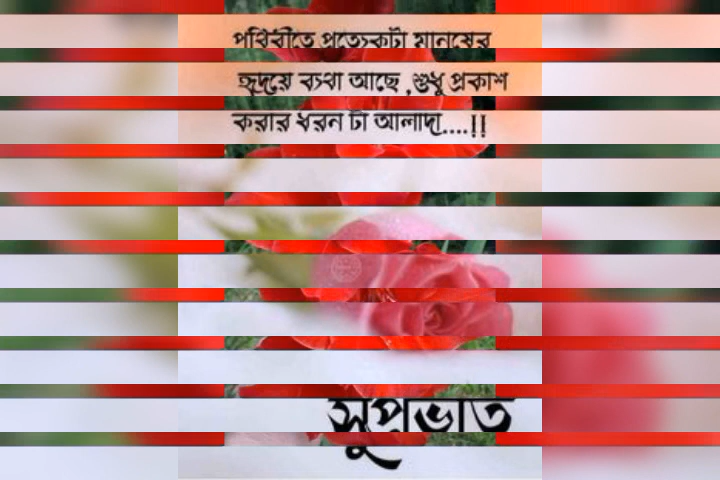 পৃথিবীতে প্রত্যেকটা মানুষের
হৃদয়ে ব্যথা আছে ,শুধু প্রকাশ
করার ধরন টা আলাদা....!!
সুপ্রভাত